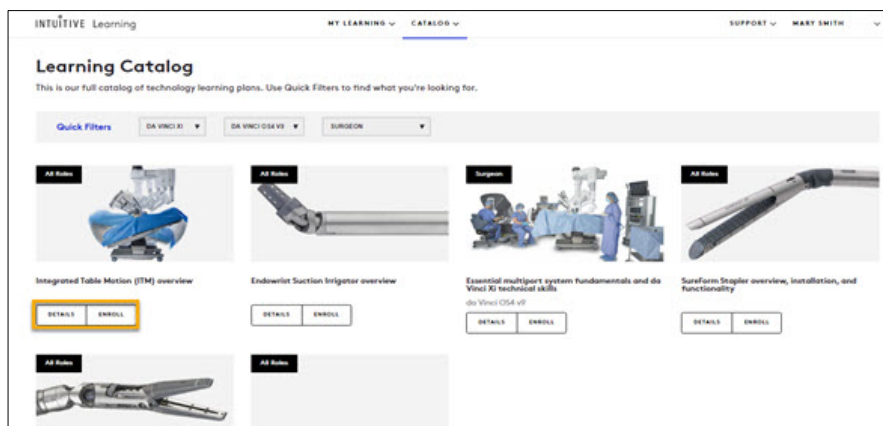 INTUITIVE Learning
MY LEARNING
CATALOG
SUPPORT
MARY SMITH
Learning Catalog
This is our full catalog of technology learning plans. Use Quick Filters to find what you're looking for.
Quick Filters
DA VINCI XI
DA VINCI OS4 V9
SURGEON
All Roles
All Roles
Surgeon
All Roles
Integrated Table Motion (ITM) overview
Endowrist Suction Irrigator overview
Essential multiport system fundamentals and da
Vinci Xi technical skills
da Vinci OS4 v9
SureForm Stapler overview, installation, and
functionality
DETAILS ENROLL
DETAILS ENROLL
DETAILS ENROLL
DETAILS ENROLL
All Roles
All Roles